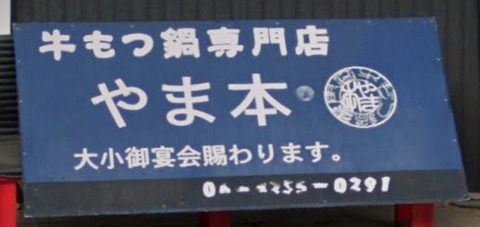 牛もつ鍋専門店
やま本
大小御宴会賜わります。